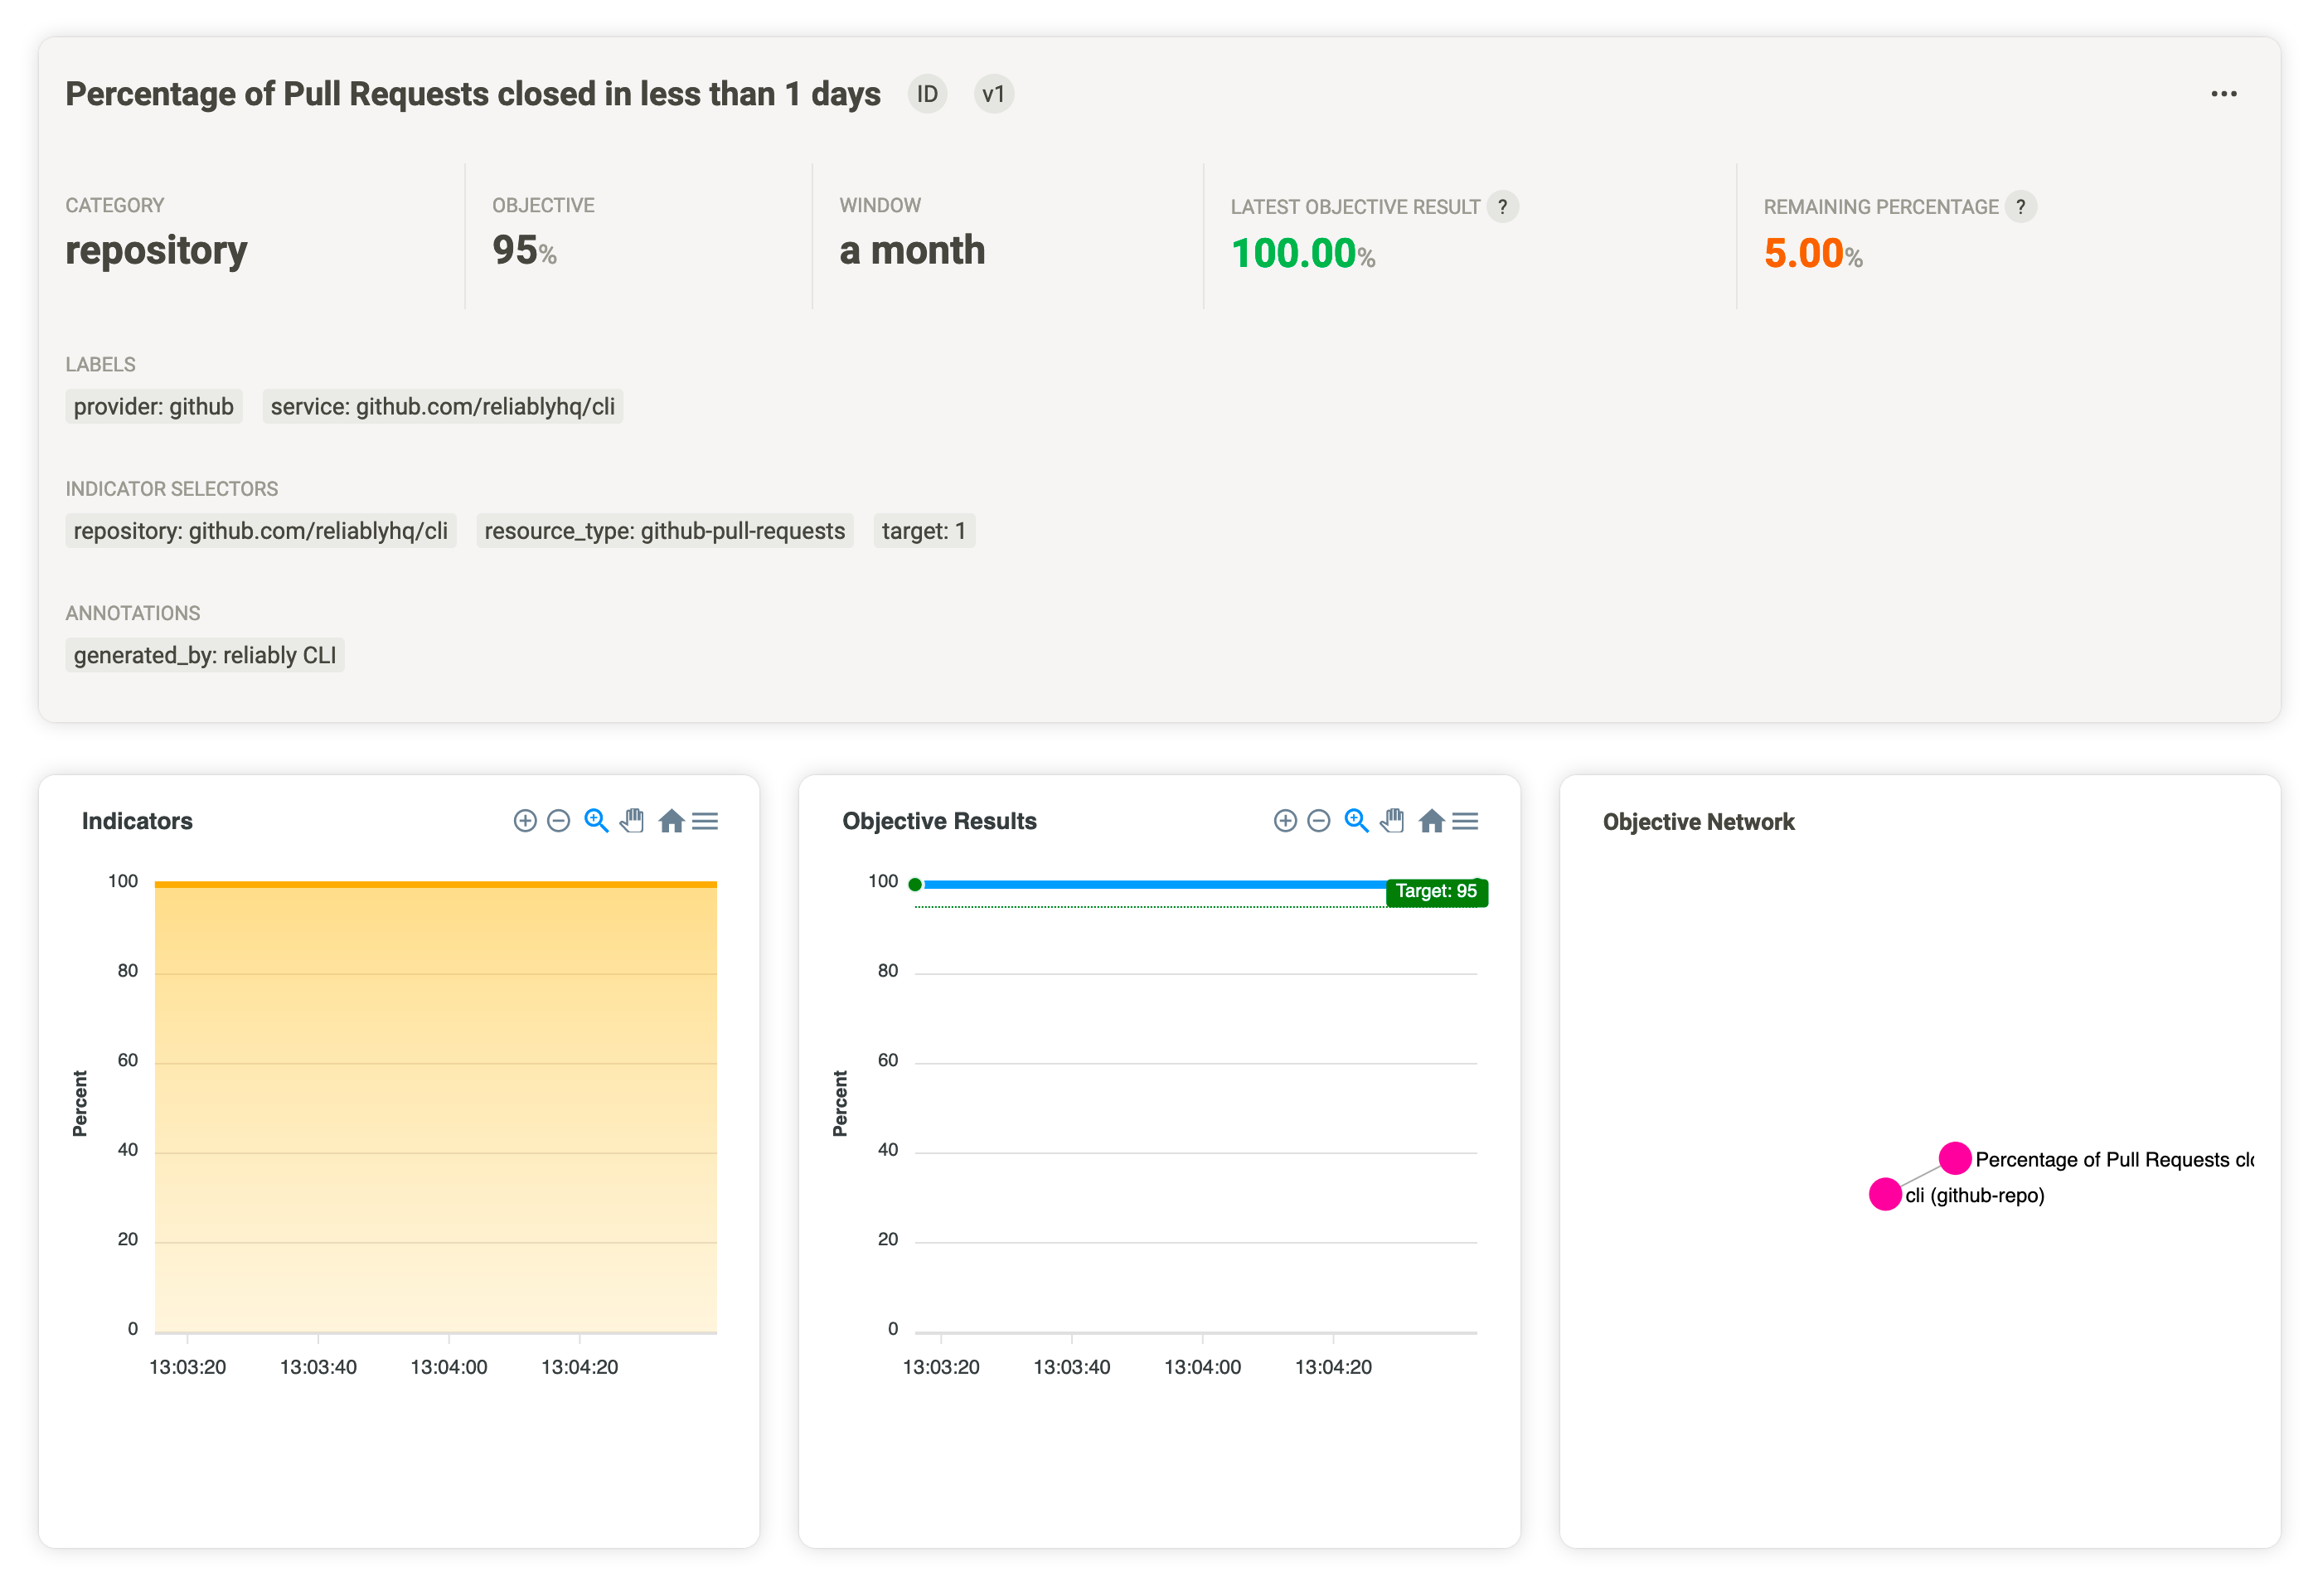 Percentage of Pull Requests closed in less than 1 days ID v1
CATEGORY OBJECTIVE WINDOW LATEST OBJECTIVE RESULT ? REMAINING PERCENTAGE ?
repository 95% a month 100.00% 5.00%
LABELS
provider: github service: github.com/reliablyhq/cli
INDICATOR SELECTORS
repository: github.com/reliablyhq/cli resource_type: github-pull-requests target: 1
ANNOTATIONS
generated_by: reliably CLI
Indicators
100
80
60
40
20
0
Percent
13:03:20 13:03:40 13:04:00 13:04:20
Objective Results
100
Target: 95
80
60
40
20
0
Percent
13:03:20 13:03:40 13:04:00 13:04:20
Objective Network
Percentage of Pull Requests clo
cli (github-repo)